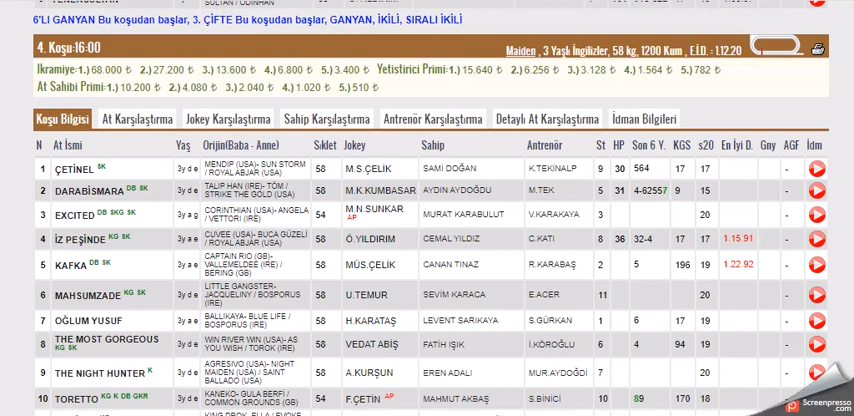 SULTAN / ODINHAN
6'LI GANYAN Bu koşudan başlar, 3. ÇİFTE Bu koşudan başlar, GANYAN, İKİLİ, SIRALI İKİLİ
4. Koşu:16:00 Maiden , 3 Yaşlı İngilizler, 58 kg, 1200 Kum , E.İ.D. : 1.12.20
Ikramiye:1.) 68.000 ₺ 2.) 27.200 ₺ 3.) 13.600 ₺ 4.) 6.800 ₺ 5.) 3.400 ₺ Yetistirici Primi:1.) 15.640 ₺ 2.) 6.256 ₺ 3.) 3.128 ₺ 4.) 1.564 ₺ 5.) 782 ₺
At Sahibi Primi:1.) 10.200 ₺ 2.) 4.080 ₺ 3.) 2.040 ₺ 4.) 1.020 ₺ 5.) 510 ₺
Koşu Bilgisi At Karşılaştırma Jokey Karşılaştırma Sahip Karşılaştırma Antrenör Karşılaştırma Detaylı At Karşılaştırma İdman Bilgileri
N At İsmi Yaş Orijin(Baba - Anne) Sıklet Jokey Sahip Antrenör St HP Son 6 Y. KGS s20 En İyi D. Gny AGF İdm
1 ÇETİNEL SK 3y d e MENDIP (USA)- SUN STORM / ROYAL ABJAR (USA) 58 M.S.ÇELİK SAMİ DOĞAN K.TEKİNALP 9 30 564 17 17 -
2 DARABİSMARA DB SK 3y d e TALIP HAN (IRE)- TÖM / STRIKE THE GOLD (USA) 58 M.K.KUMBASAR AYDIN AYDOĞDU M.TEK 5 31 4-62557 9 15 -
3 EXCITED DB SKG SK 3y a g CORINTHIAN (USA)- ANGELA / VETTORI (IRE) 54 M.N.SUNKAR AP MURAT KARABULUT V.KARAKAYA 3 20 -
4 İZ PEŞİNDE KG SK 3y a e CUVEE (USA)- BUCA GÜZELİ / ROYAL ABJAR (USA) 58 Ö.YILDIRIM CEMAL YILDIZ C.KATI 8 36 32-4 17 17 1.15.91 -
5 KAFKA DB SK 3y a e CAPTAIN RIO (GB)- VALLEMELDEE (IRE) / BERING (GB) 58 MÜS.ÇELİK CANAN TINAZ R.KARABAŞ 2 5 196 19 1.22.92 -
6 MAHSUMZADE KG SK 3y d e LITTLE GANGSTER- JACQUELINY / BOSPORUS (IRE) 58 U.TEMUR SEVİM KARACA E.ACER 11 20 -
7 OĞLUM YUSUF 3y a e BALLIKAYA- BLUE LIFE / BOSPORUS (IRE) 58 H.KARATAŞ LEVENT SARIKAYA S.GÜRKAN 1 6 17 19 -
8 THE MOST GORGEOUS KG SK 3y d e WIN RIVER WIN (USA)- AS YOU WISH / TOROK (IRE) 58 VEDAT ABİŞ FATİH IŞIK İ.KÖROĞLU 6 4 94 19 -
9 THE NIGHT HUNTER K 3y d e AGRESIVO (USA)- NIGHT MAIDEN (USA) / SAINT BALLADO (USA) 58 A.KURŞUN EREN ADALI MUR.AYDOĞDU 7 20 -
10 TORETTO KG K DB GKR 3y d e KANEKO- GULA BERFİ / COMMON GROUNDS (GB) 54 F.ÇETİN AP MAHMUT AKBAŞ S.BİNİCİ 10 89 170 18 -
Screenpresso
.com